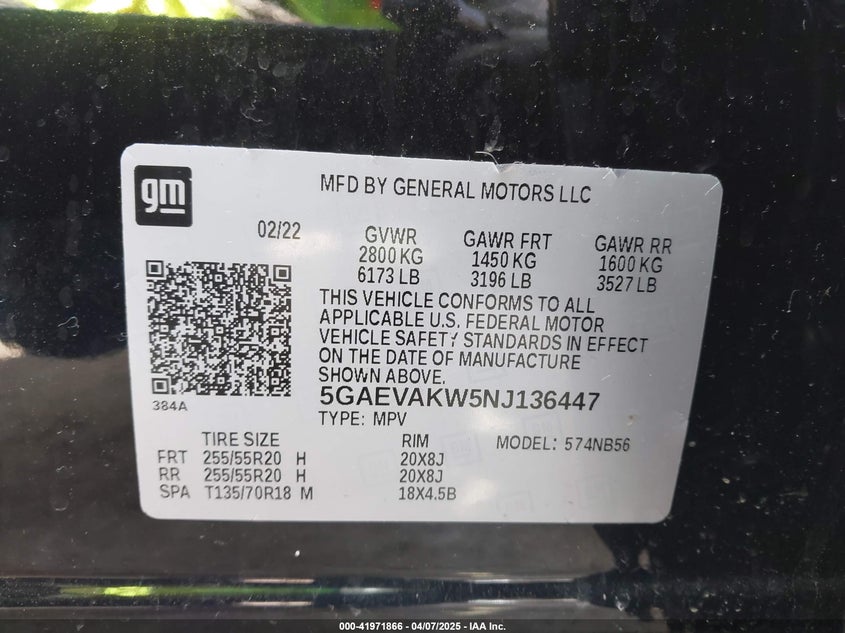 gm
MFD BY GENERAL MOTORS LLC
02/22 GVWR GAWR FRT GAWR RR
2800 KG 1450 KG 1600 KG
6173 LB 3196 LB 3527 LB
THIS VEHICLE CONFORMS TO ALL
APPLICABLE U.S. FEDERAL MOTOR
VEHICLE SAFETY STANDARDS IN EFFECT
ON THE DATE OF MANUFACTURE
SHOWN ABOVE.
384A
5GAEVAKW5NJ136447
TYPE: MPV
TIRE SIZE RIM MODEL: 574NB56
FRT 255/55R20 H 20X8J
RR 255/55R20 H 20X8J
SPA T135/70R18 M 18X4.5B
000-41971866 - 04/07/2025 - IAA Inc.